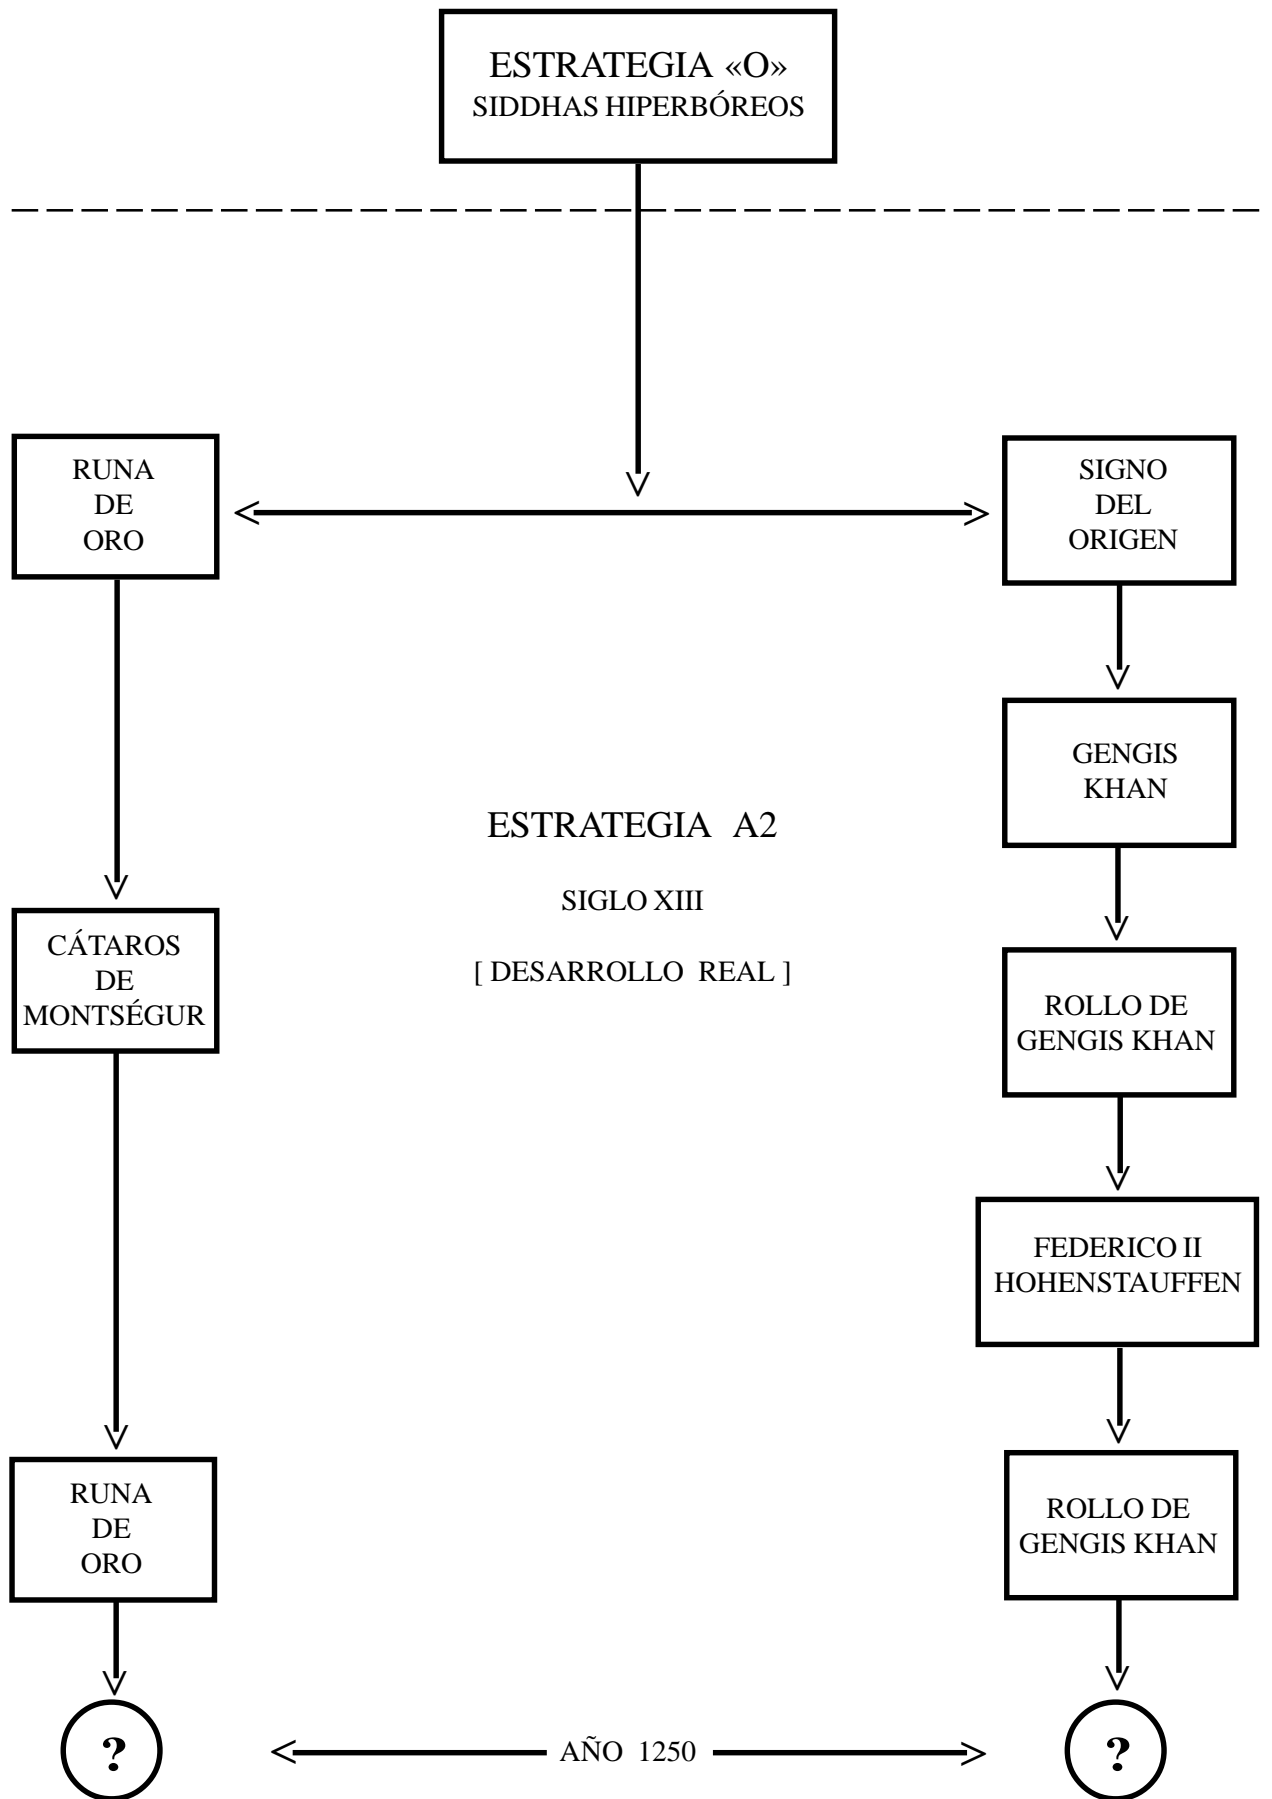 ESTRATEGIA «O»
SIDDHAS HIPERBÓREOS
RUNA
DE
ORO
SIGNO
DEL
ORIGEN
GENGIS
KHAN
ESTRATEGIA A2
SIGLO XIII
[ DESARROLLO REAL ]
CÁTAROS
DE
MONTSÉGUR
ROLLO DE
GENGIS KHAN
FEDERICO II
HOHENSTAUFFEN
RUNA
DE
ORO
ROLLO DE
GENGIS KHAN
?
AÑO 1250
?